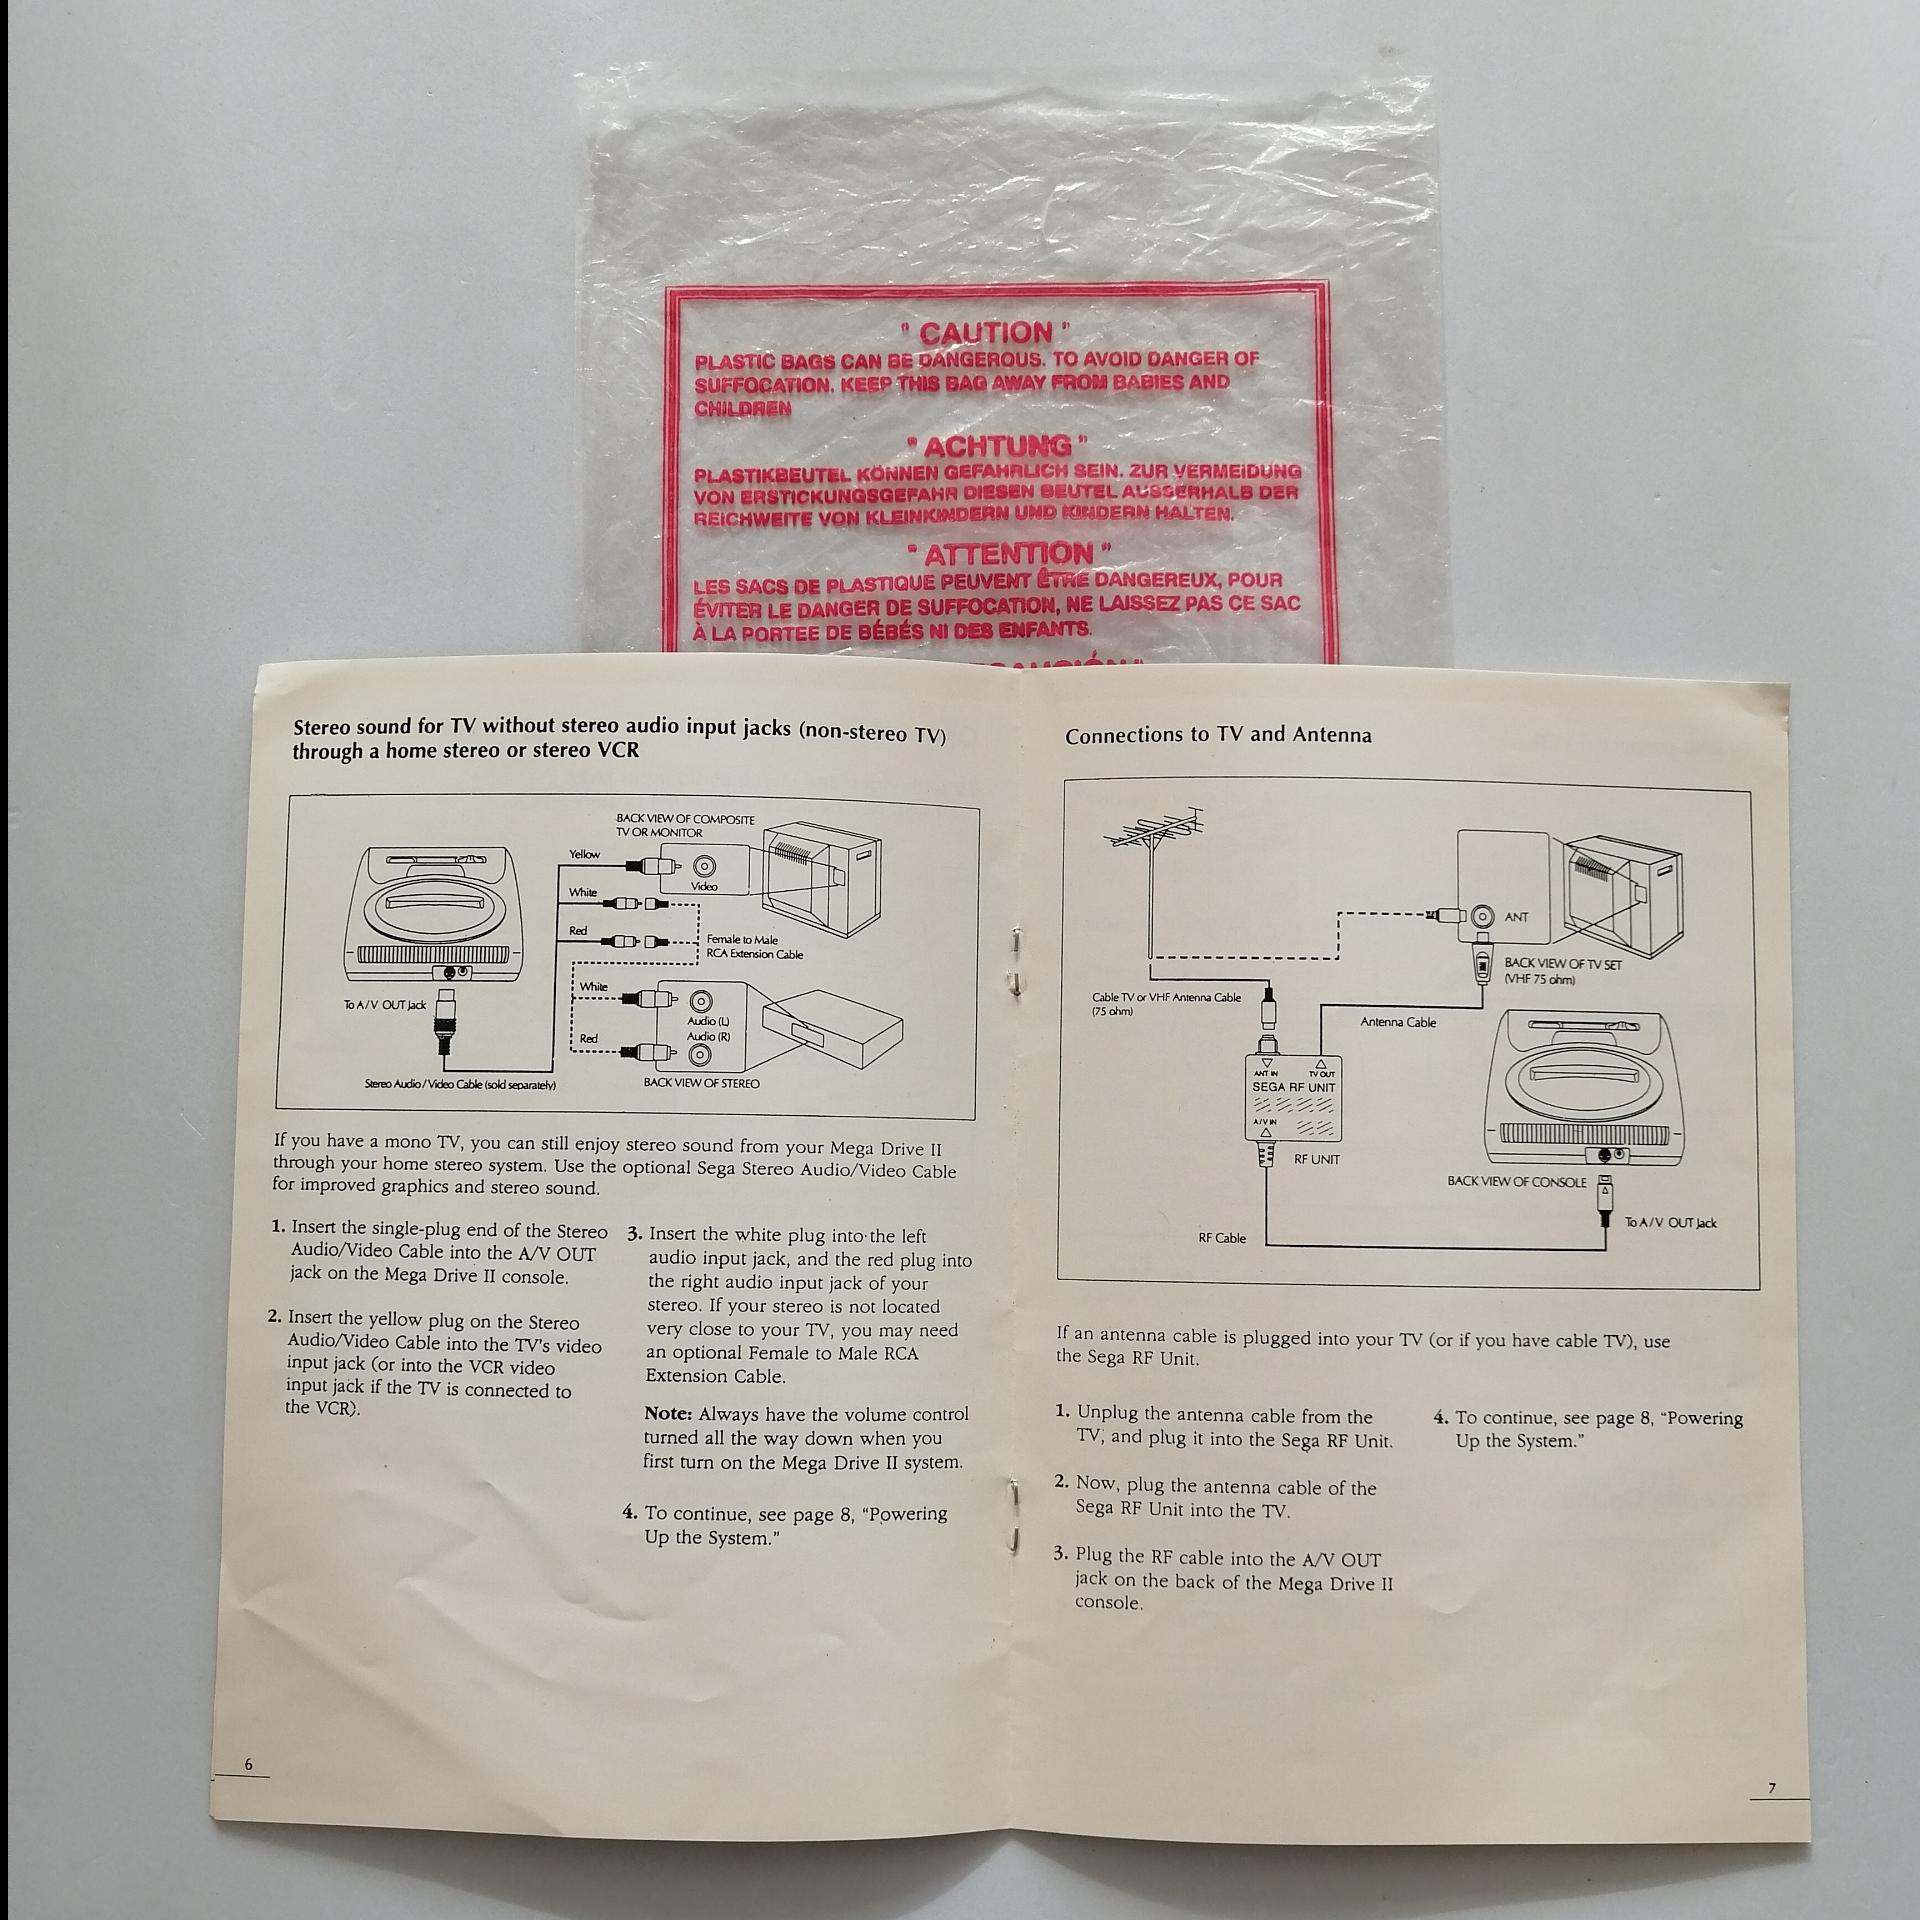 " CAUTION "
PLASTIC BAGS CAN BE DANGEROUS. TO AVOID DANGER OF
SUFFOCATION. KEEP THIS BAG AWAY FROM BABIES AND
CHILDREN
" ACHTUNG "
PLASTIKBEUTEL KÖNNEN GEFAHRLICH SEIN. ZUR VERMEIDUNG
VON ERSTICKUNGSGEFAHR DIESEN BEUTEL AUSSERHALB DER
REICHWEITE VON KLEINKINDERN UND KINDERN HALTEN.
" ATTENTION "
LES SACS DE PLASTIQUE PEUVENT ÊTRE DANGEREUX, POUR
ÉVITER LE DANGER DE SUFFOCATION, NE LAISSEZ PAS CE SAC
À LA PORTEE DE BÉBÉS NI DES ENFANTS.
Stereo sound for TV without stereo audio input jacks (non-stereo TV)
through a home stereo or stereo VCR
BACK VIEW OF COMPOSITE
TV OR MONITOR
Yellow
Video
White
Red
Female to Male
RCA Extension Cable
White
To A/V OUT Jack
Audio (L)
Audio (R)
Red
Stereo Audio/Video Cable (sold separately)
BACK VIEW OF STEREO
If you have a mono TV, you can still enjoy stereo sound from your Mega Drive II
through your home stereo system. Use the optional Sega Stereo Audio/Video Cable
for improved graphics and stereo sound.
1. Insert the single-plug end of the Stereo
Audio/Video Cable into the A/V OUT
jack on the Mega Drive II console.
2. Insert the yellow plug on the Stereo
Audio/Video Cable into the TV's video
input jack (or into the VCR video
input jack if the TV is connected to
the VCR).
3. Insert the white plug into the left
audio input jack, and the red plug into
the right audio input jack of your
stereo. If your stereo is not located
very close to your TV, you may need
an optional Female to Male RCA
Extension Cable.
Note: Always have the volume control
turned all the way down when you
first turn on the Mega Drive II system.
4. To continue, see page 8, "Powering
Up the System."
6
Connections to TV and Antenna
ANT
BACK VIEW OF TV SET
(VHF 75 ohm)
Cable TV or VHF Antenna Cable
(75 ohm)
Antenna Cable
ANT IN TV OUT
SEGA RF UNIT
A/V IN
RF UNIT
BACK VIEW OF CONSOLE
To A/V OUT Jack
RF Cable
If an antenna cable is plugged into your TV (or if you have cable TV), use
the Sega RF Unit.
1. Unplug the antenna cable from the
TV, and plug it into the Sega RF Unit.
2. Now, plug the antenna cable of the
Sega RF Unit into the TV.
3. Plug the RF cable into the A/V OUT
jack on the back of the Mega Drive II
console.
4. To continue, see page 8, "Powering
Up the System."
7